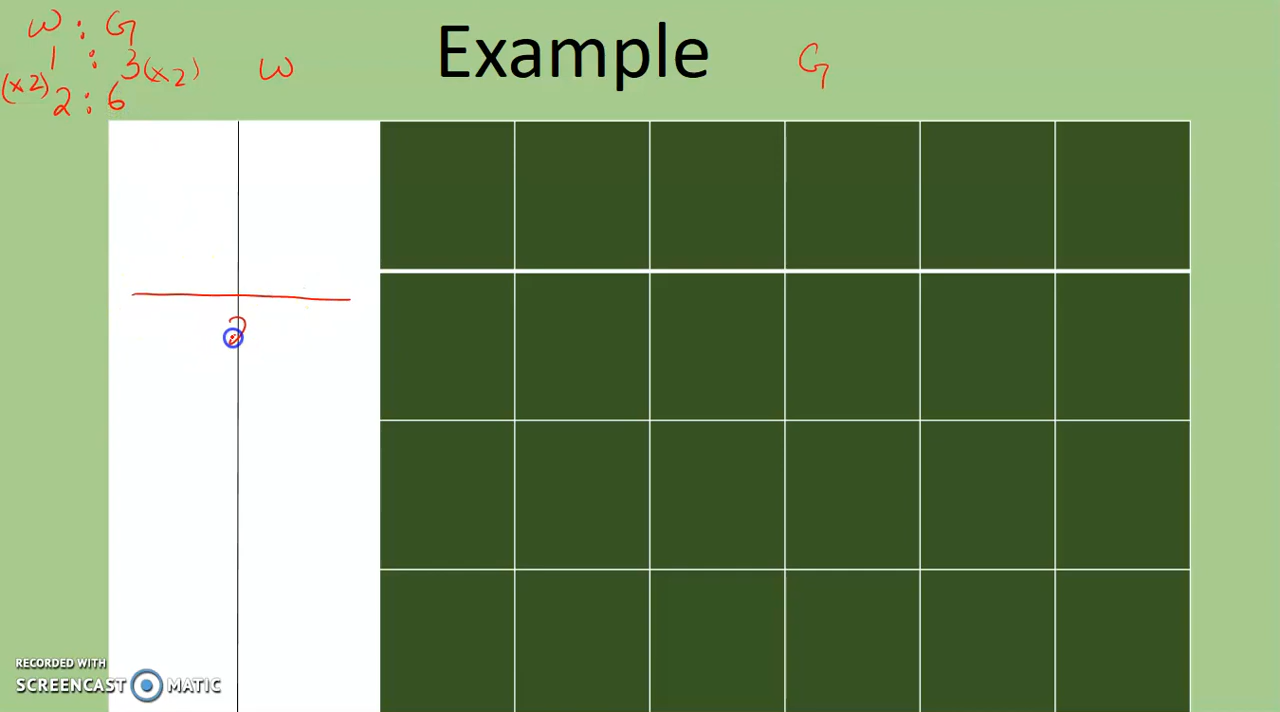 W : G
1 : 3 (x2)
(x2) 2 : 6
W
Example
G
2
RECORDED WITH
SCREENCAST MATIC